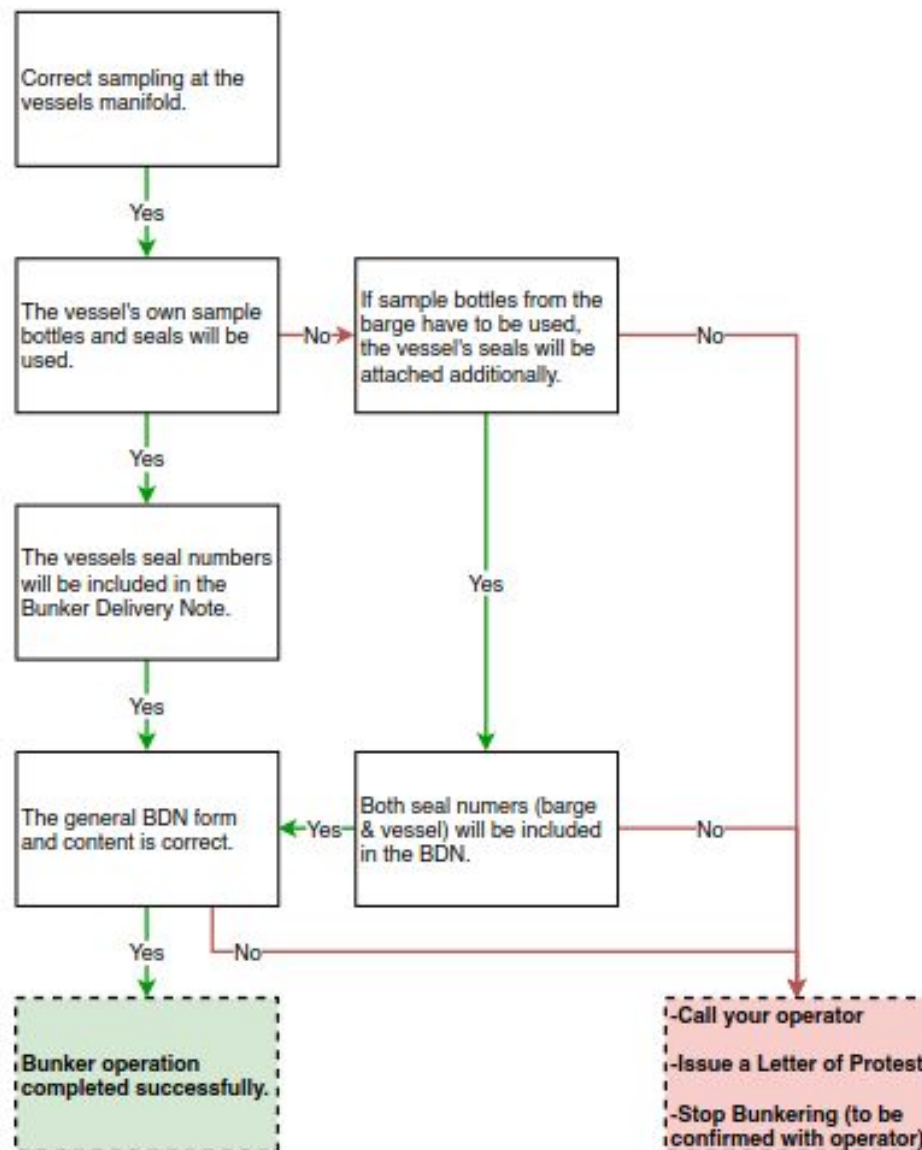 Correct sampling at the
vessels manifold.
Yes
The vessel's own sample
bottles and seals will be
used.
No
If sample bottles from the
barge have to be used,
the vessel's seals will be
attached additionally.
No
Yes
The vessels seal numbers
will be included in the
Bunker Delivery Note.
Yes
Yes
The general BDN form
and content is correct.
Yes
Both seal numers (barge
& vessel) will be included
in the BDN.
No
Yes
No
Bunker operation
completed successfully.
-Call your operator
-Issue a Letter of Protest
-Stop Bunkering (to be
confirmed with operator)